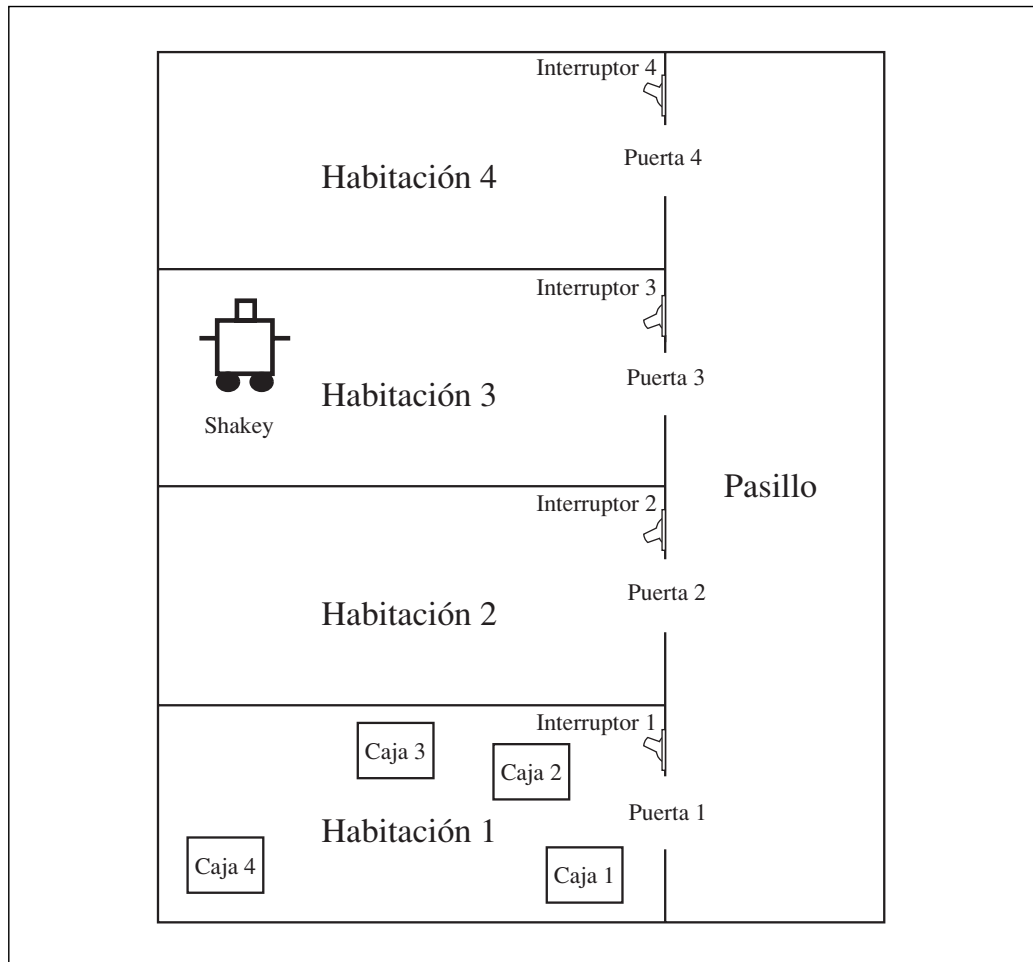 Interruptor 4
Puerta 4
Habitación 4
Interruptor 3
Puerta 3
Habitación 3
Shakey
Pasillo
Interruptor 2
Puerta 2
Habitación 2
Interruptor 1
Caja 3
Caja 2
Puerta 1
Habitación 1
Caja 4
Caja 1